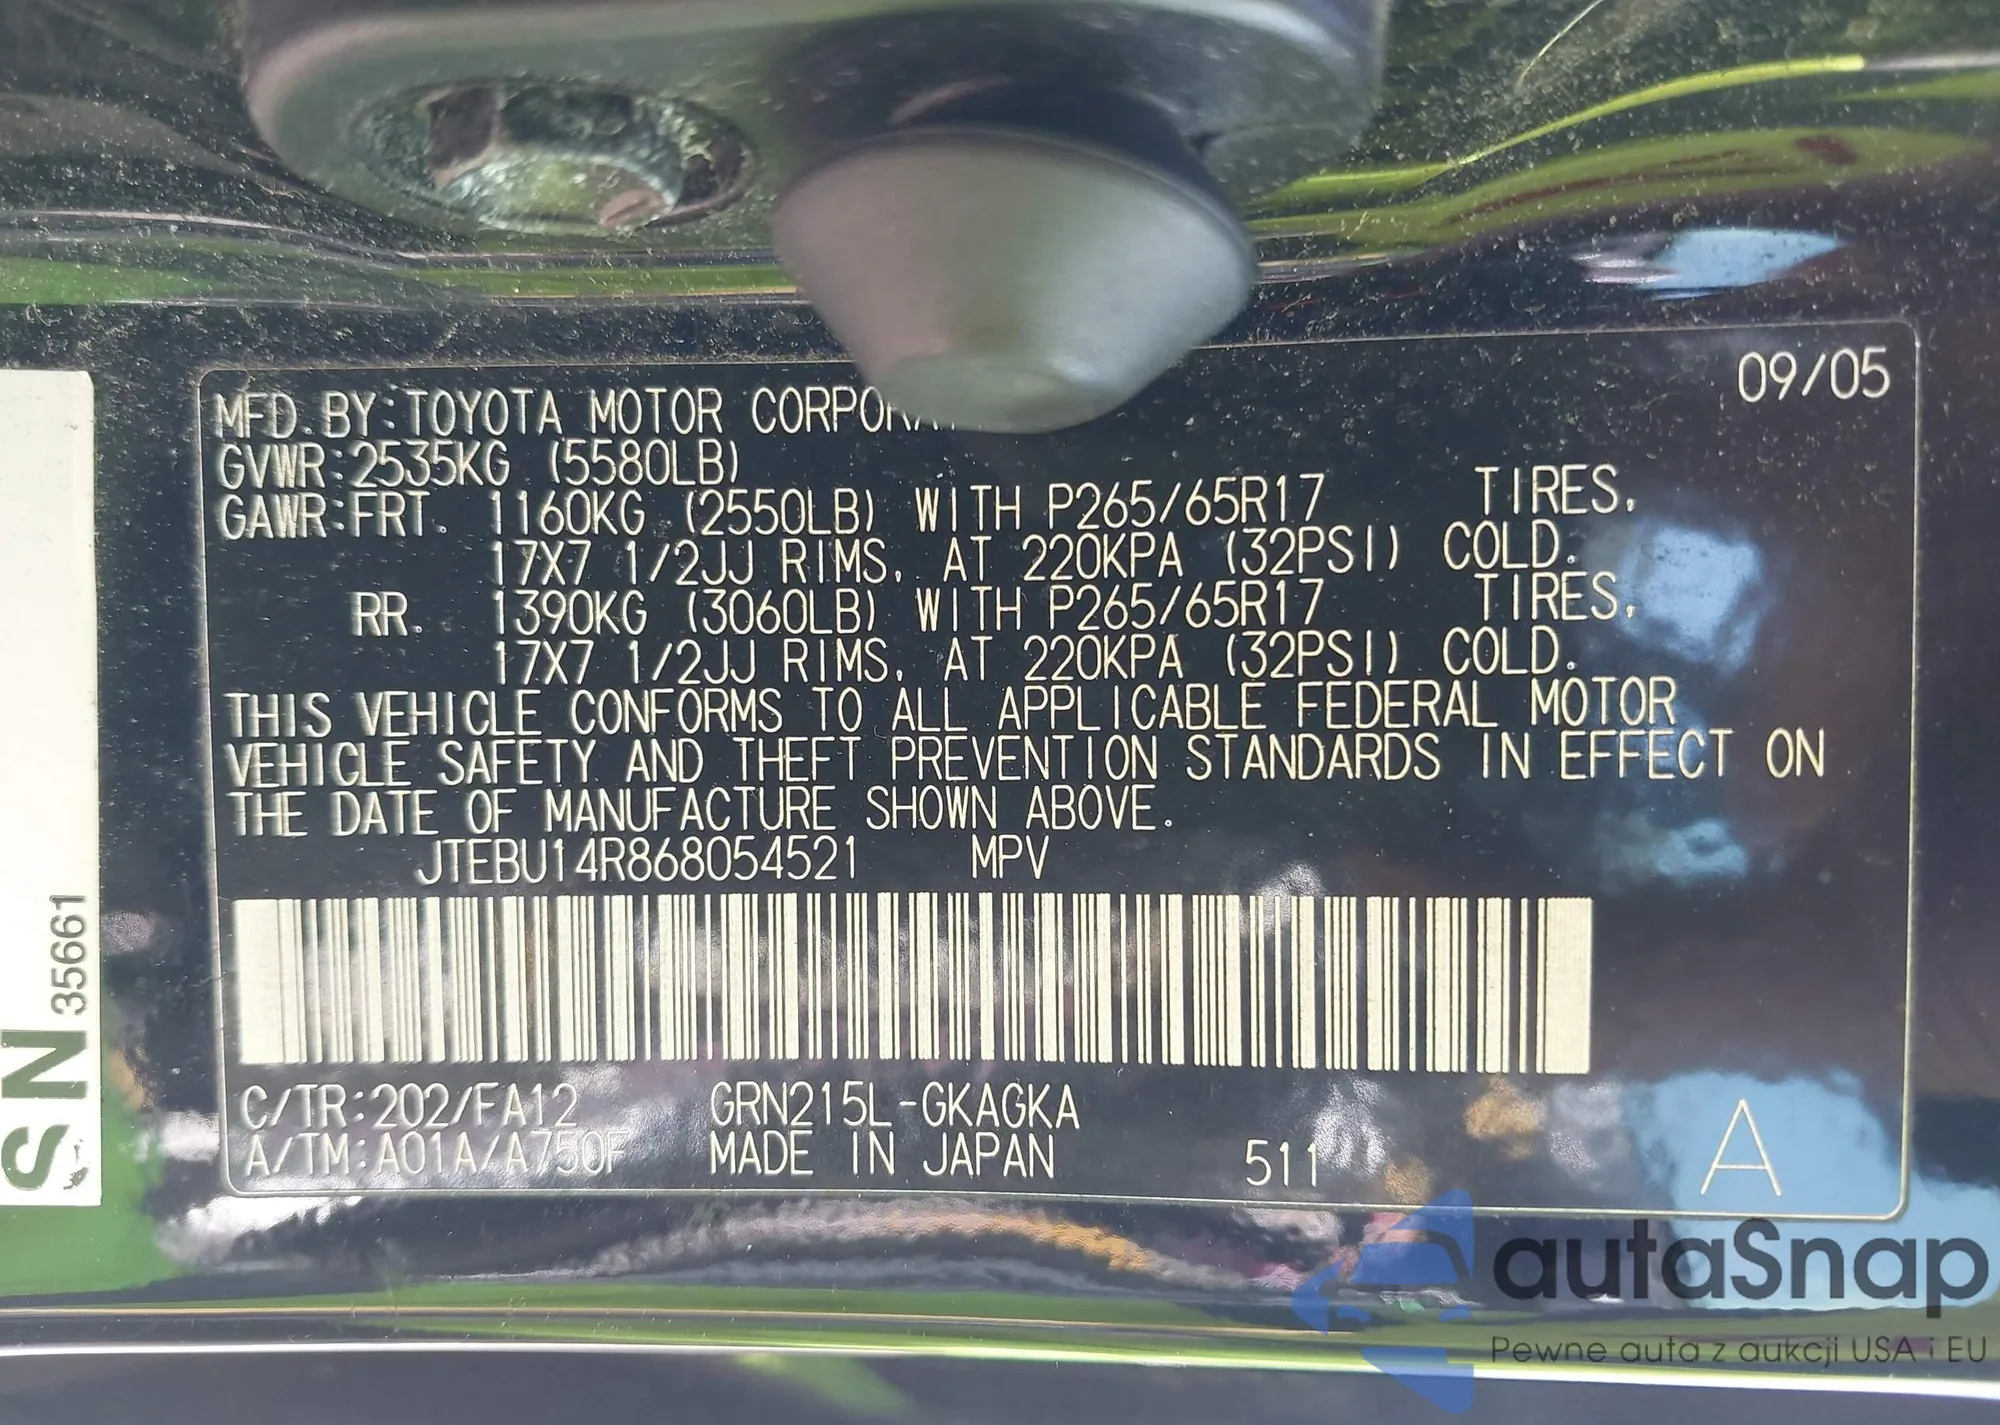 MFD. BY: TOYOTA MOTOR
09/05
GVWR: 2535KG (5580LB)
GAWR: FRT. 1160KG (2550LB) WITH P265/65R17 TIRES,
17X7 1/2JJ RIMS, AT 220KPA (32PSI) COLD.
RR. 1390KG (3060LB) WITH P265/65R17 TIRES,
17X7 1/2JJ RIMS, AT 220KPA (32PSI) COLD.
THIS VEHICLE CONFORMS TO ALL APPLICABLE FEDERAL MOTOR
VEHICLE SAFETY AND THEFT PREVENTION STANDARDS IN EFFECT ON
THE DATE OF MANUFACTURE SHOWN ABOVE.
JTEBU14R868054521 MPV
C/TR: 202/FA12 GRN215L-GKAGKA
A/TM: A01A/A750F MADE IN JAPAN 511
A
SN 35661
autaSnap
Pewne auta z aukcji USA i EU